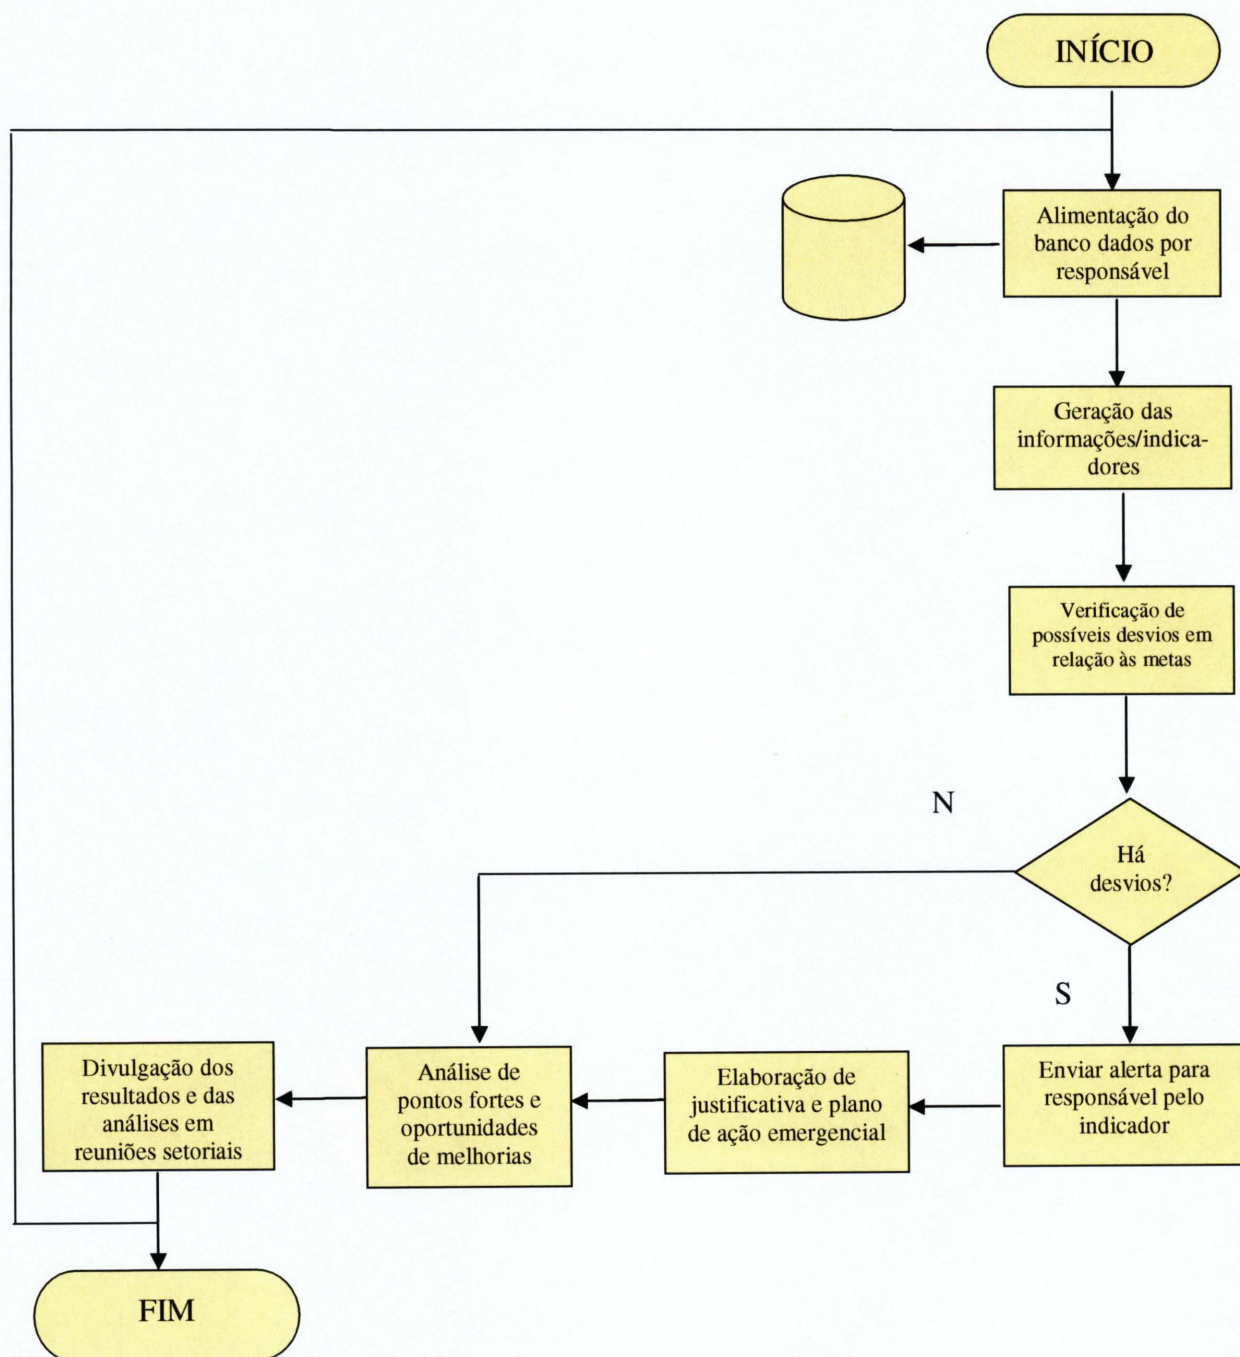 INÍCIO
Alimentação do
banco dados por
responsável
Geração das
informações/indica-
dores
Verificação de
possíveis desvios em
relação às metas
N
Há
desvios?
S
Enviar alerta para
responsável pelo
indicador
Elaboração de
justificativa e plano
de ação emergencial
Análise de
pontos fortes e
oportunidades
de melhorias
Divulgação dos
resultados e das
análises em
reuniões setoriais
FIM